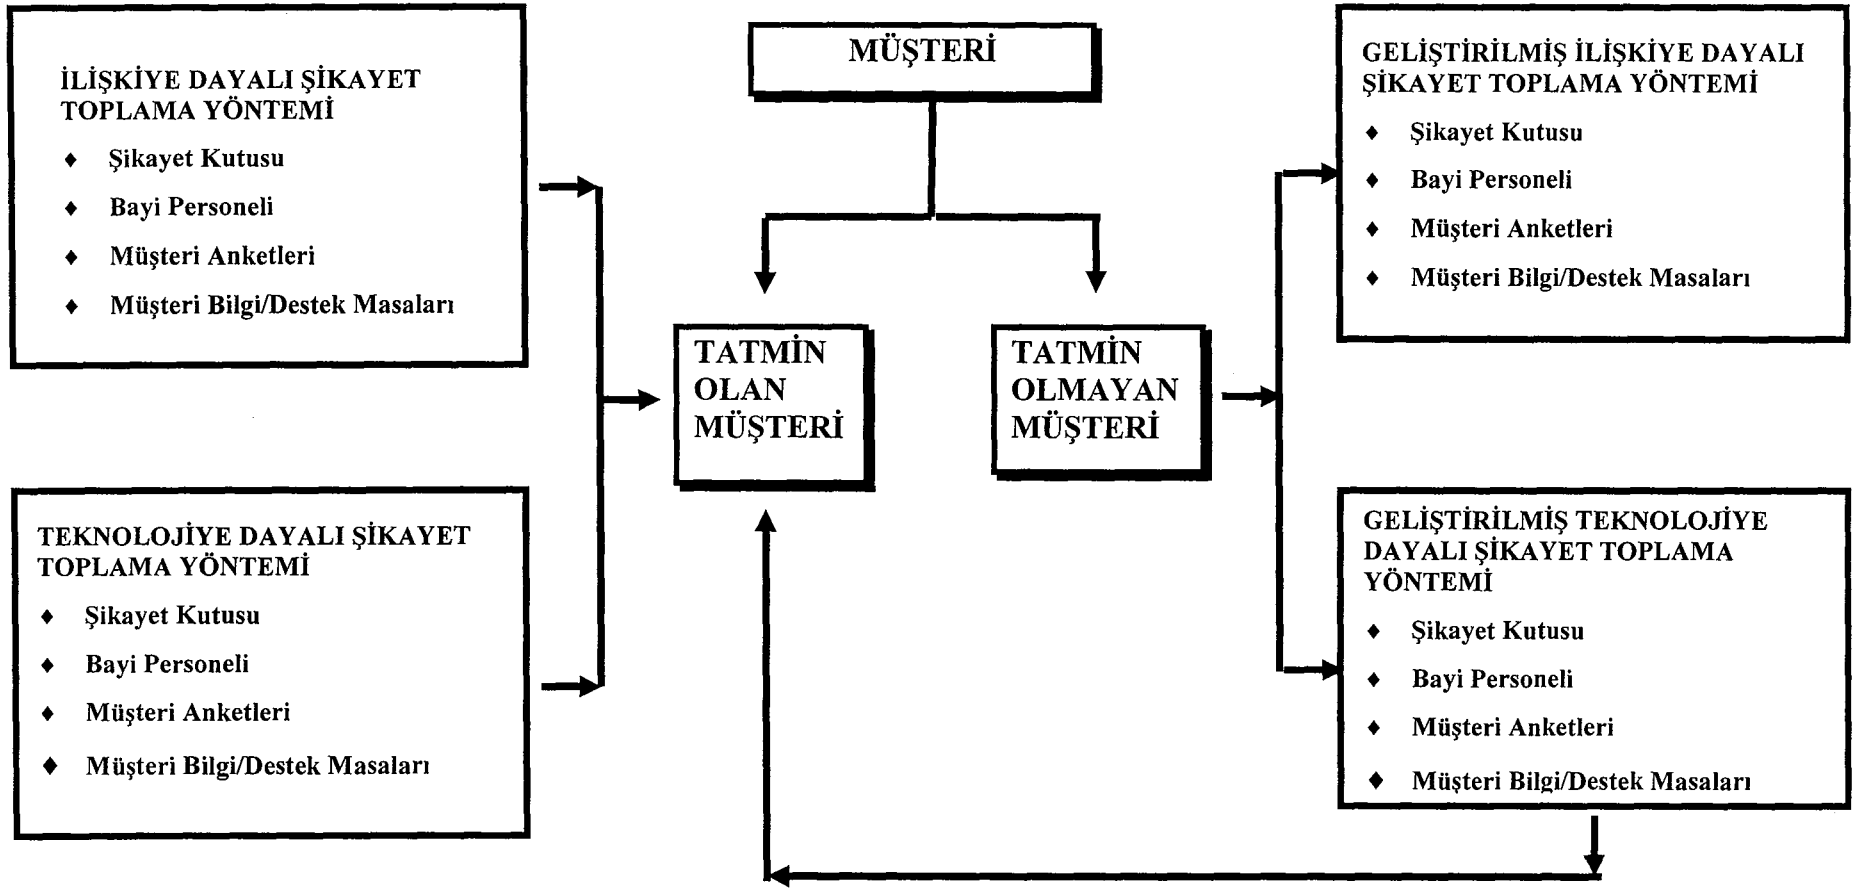 MÜŞTERİ
İLİŞKİYE DAYALI ŞİKAYET
TOPLAMA YÖNTEMİ
♦ Şikayet Kutusu
♦ Bayi Personeli
♦ Müşteri Anketleri
♦ Müşteri Bilgi/Destek Masaları
TEKNOLOJİYE DAYALI ŞİKAYET
TOPLAMA YÖNTEMİ
♦ Şikayet Kutusu
♦ Bayi Personeli
♦ Müşteri Anketleri
♦ Müşteri Bilgi/Destek Masaları
TATMİN
OLAN
MÜŞTERİ
TATMİN
OLMAYAN
MÜŞTERİ
GELİŞTİRİLMİŞ İLİŞKİYE DAYALI
ŞİKAYET TOPLAMA YÖNTEMİ
♦ Şikayet Kutusu
♦ Bayi Personeli
♦ Müşteri Anketleri
♦ Müşteri Bilgi/Destek Masaları
GELİŞTİRİLMİŞ TEKNOLOJİYE
DAYALI ŞİKAYET TOPLAMA
YÖNTEMİ
♦ Şikayet Kutusu
♦ Bayi Personeli
♦ Müşteri Anketleri
♦ Müşteri Bilgi/Destek Masaları